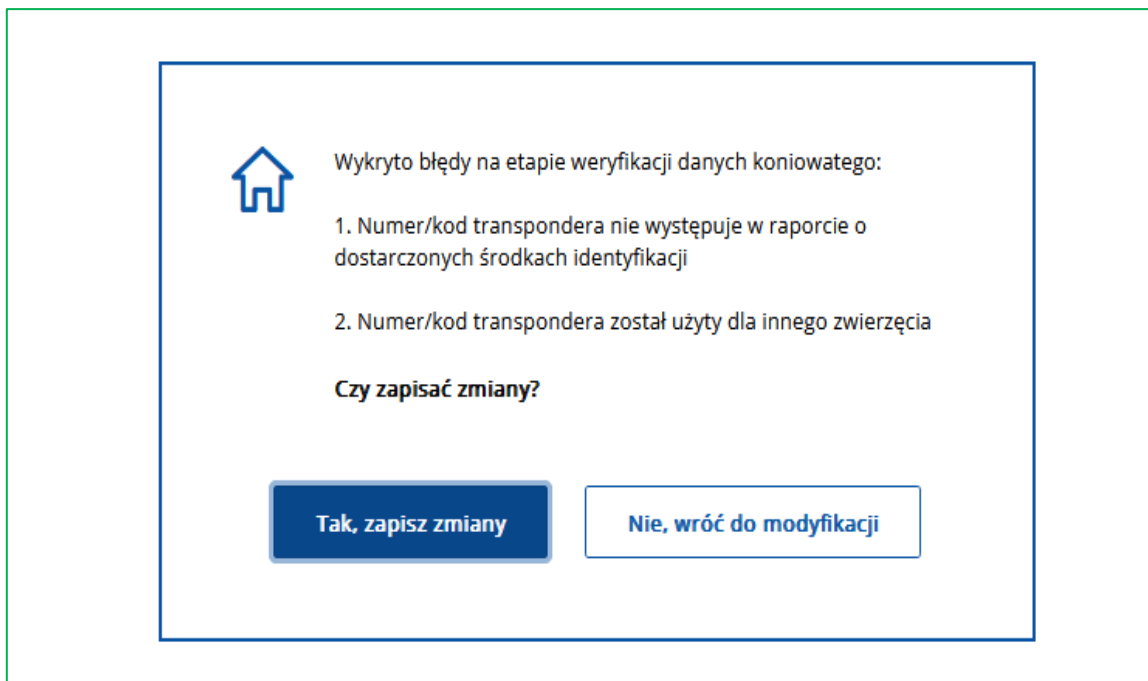 Wykryto błędy na etapie weryfikacji danych koniowatego:
1. Numer/kod transpondera nie występuje w raporcie o
dostarczonych środkach identyfikacji
2. Numer/kod transpondera został użyty dla innego zwierzęcia
Czy zapisać zmiany?
Tak, zapisz zmiany
Nie, wróć do modyfikacji